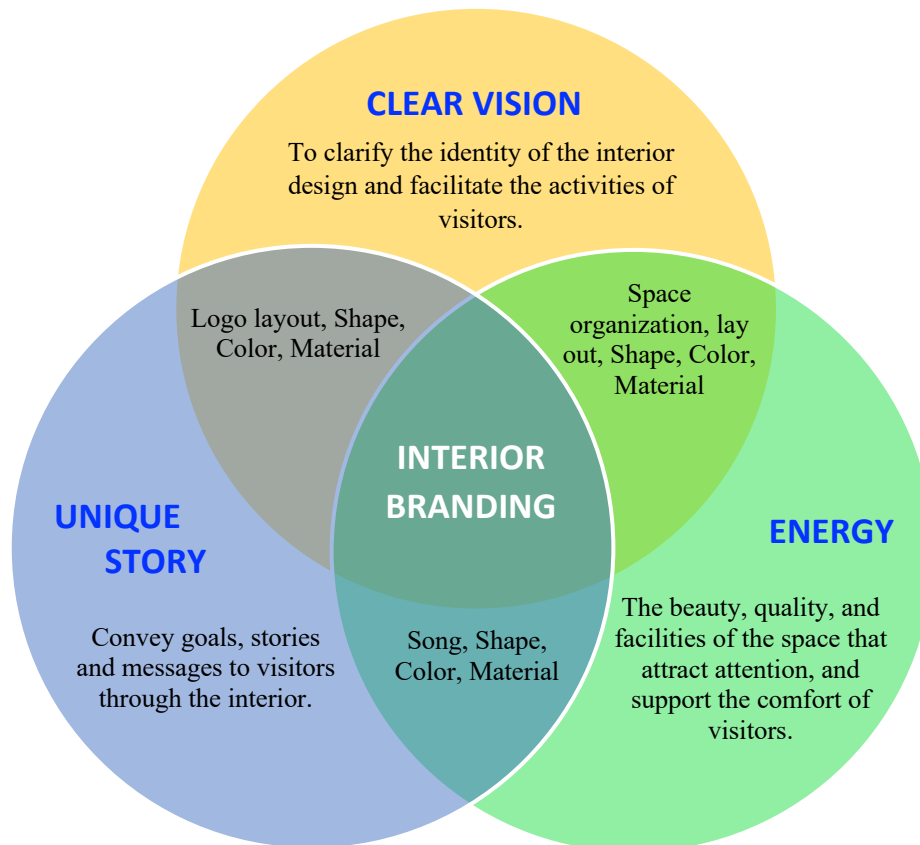 CLEAR VISION
To clarify the identity of the interior
design and facilitate the activities of
visitors.
Logo layout, Shape,
Color, Material
Space
organization, lay
out, Shape, Color,
Material
INTERIOR
BRANDING
UNIQUE
STORY
Convey goals, stories
and messages to visitors
through the interior.
Song, Shape,
Color, Material
ENERGY
The beauty, quality, and
facilities of the space that
attract attention, and
support the comfort of
visitors.